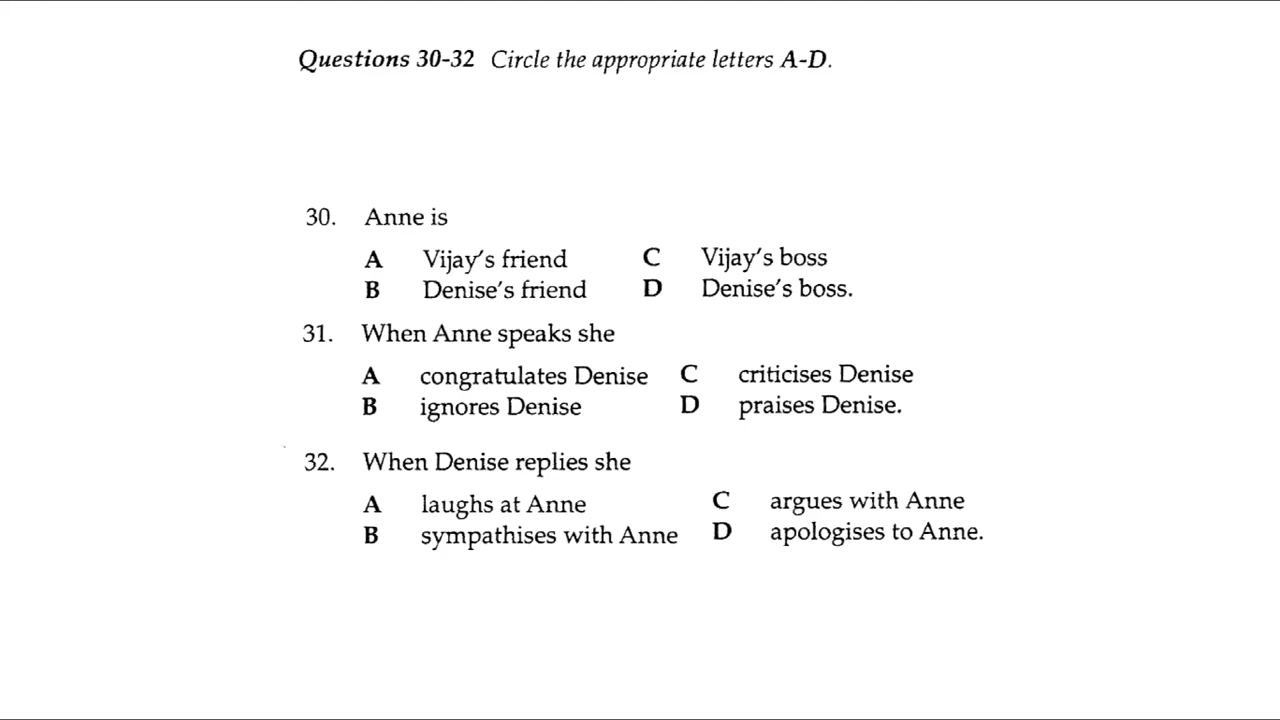 Questions 30-32 Circle the appropriate letters A-D.
30. Anne is
A Vijay's friend C Vijay's boss
B Denise's friend D Denise's boss.
31. When Anne speaks she
A congratulates Denise C criticises Denise
B ignores Denise D praises Denise.
32. When Denise replies she
A laughs at Anne C argues with Anne
B sympathises with Anne D apologises to Anne.